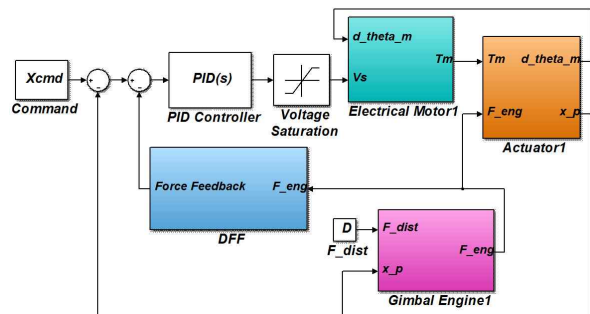 Xcmd
Command
PID(s)
PID Controller
Voltage
Saturation
d_theta_m
Vs
Tm
Electrical Motor1
Tm
d_theta_m
F_eng
x_p
Actuator1
Force Feedback
F_eng
DFF
D
F_dist
F_dist
F_eng
x_p
Gimbal Engine1